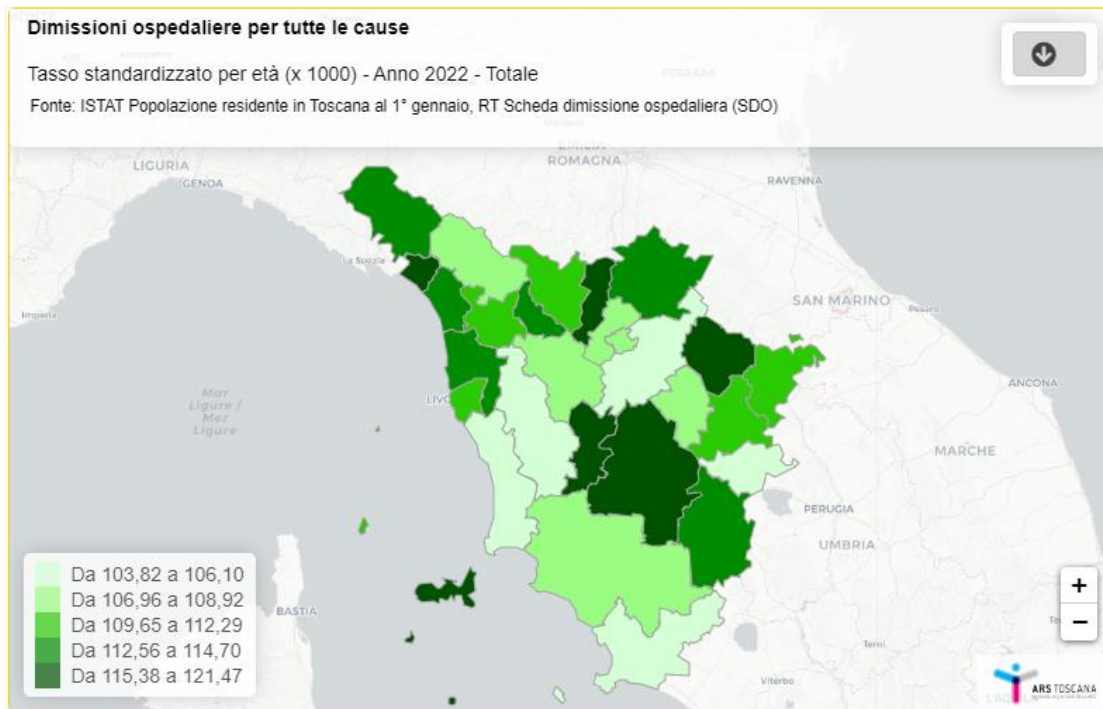 Dimissioni ospedaliere per tutte le cause
Tasso standardizzato per età (x 1000) - Anno 2022 - Totale
Fonte: ISTAT Popolazione residente in Toscana al 1° gennaio, RT Scheda dimissione ospedaliera (SDO)
FERRARA
EMILIA
ROMAGNA
LIGURIA
GENOA
RAVENNA
La Spezia
SAN MARINO
Imperia
Pesaro
ANCONA
Mar
Ligure /
Mer
Ligure
LIVO
MARCHE
PERUGIA
UMBRIA
Da 103,82 a 106,10
Da 106,96 a 108,92
Da 109,65 a 112,29
Da 112,56 a 114,70
Da 115,38 a 121,47
BASTIA
+
−
Terni
Viterbo
L'AQUILA
ARS TOSCANA